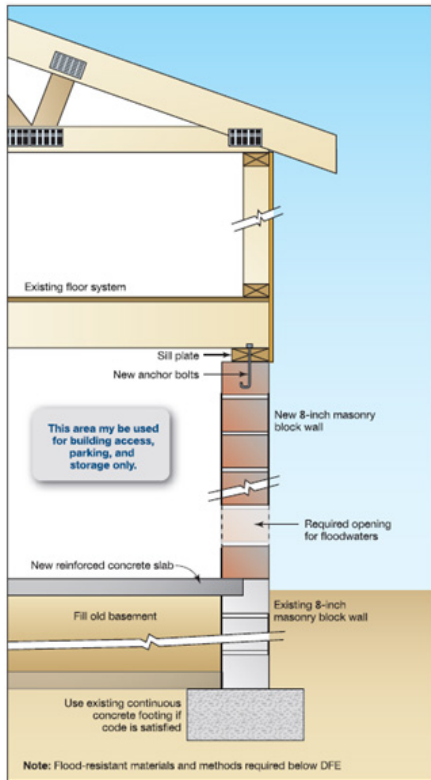 Existing floor system
Sill plate
New anchor bolts
This area my be used
for building access,
parking, and
storage only.
New 8-inch masonry
block wall
Required opening
for floodwaters
New reinforced concrete slab
Fill old basement
Existing 8-inch
masonry block wall
Use existing continuous
concrete footing if
code is satisfied
Note: Flood-resistant materials and methods required below DFE